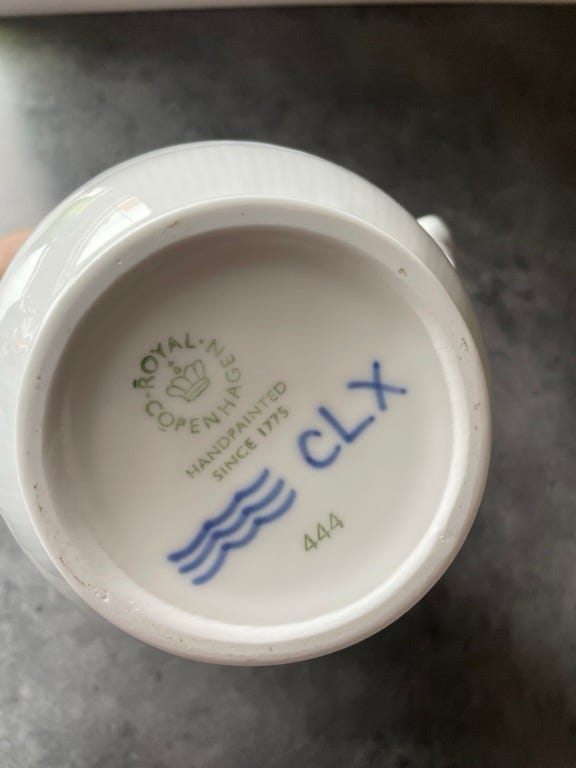 ROYAL
COPENHAGEN
HANDPAINTED
SINCE 1775
CLX
444